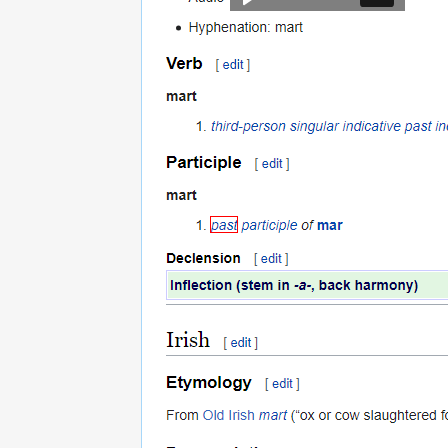 Hyphenation: mart
Verb [ edit ]
mart
1. third-person singular indicative past
Participle [ edit ]
mart
1. past participle of mar
Declension [ edit ]
Inflection (stem in -a-, back harmony)
Irish [ edit ]
Etymology [ edit ]
From Old Irish mart (“ox or cow slaughtered